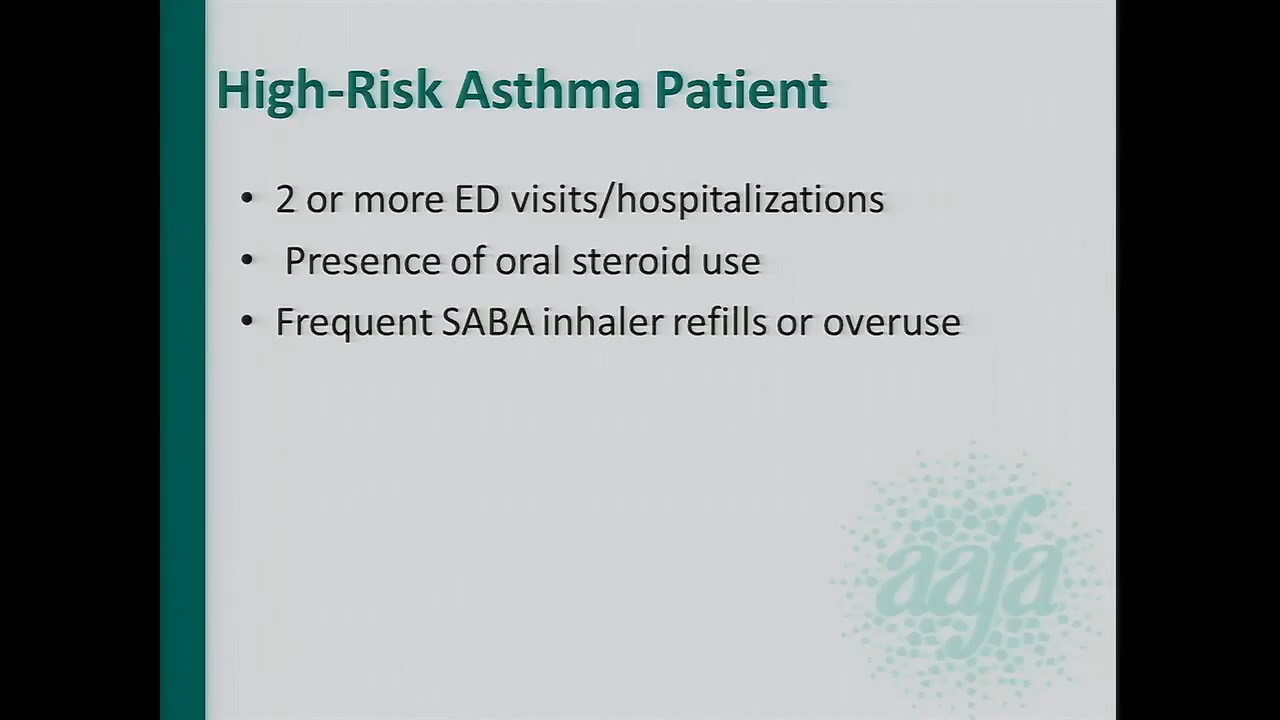 High-Risk Asthma Patient
• 2 or more ED visits/hospitalizations
• Presence of oral steroid use
• Frequent SABA inhaler refills or overuse
aafa